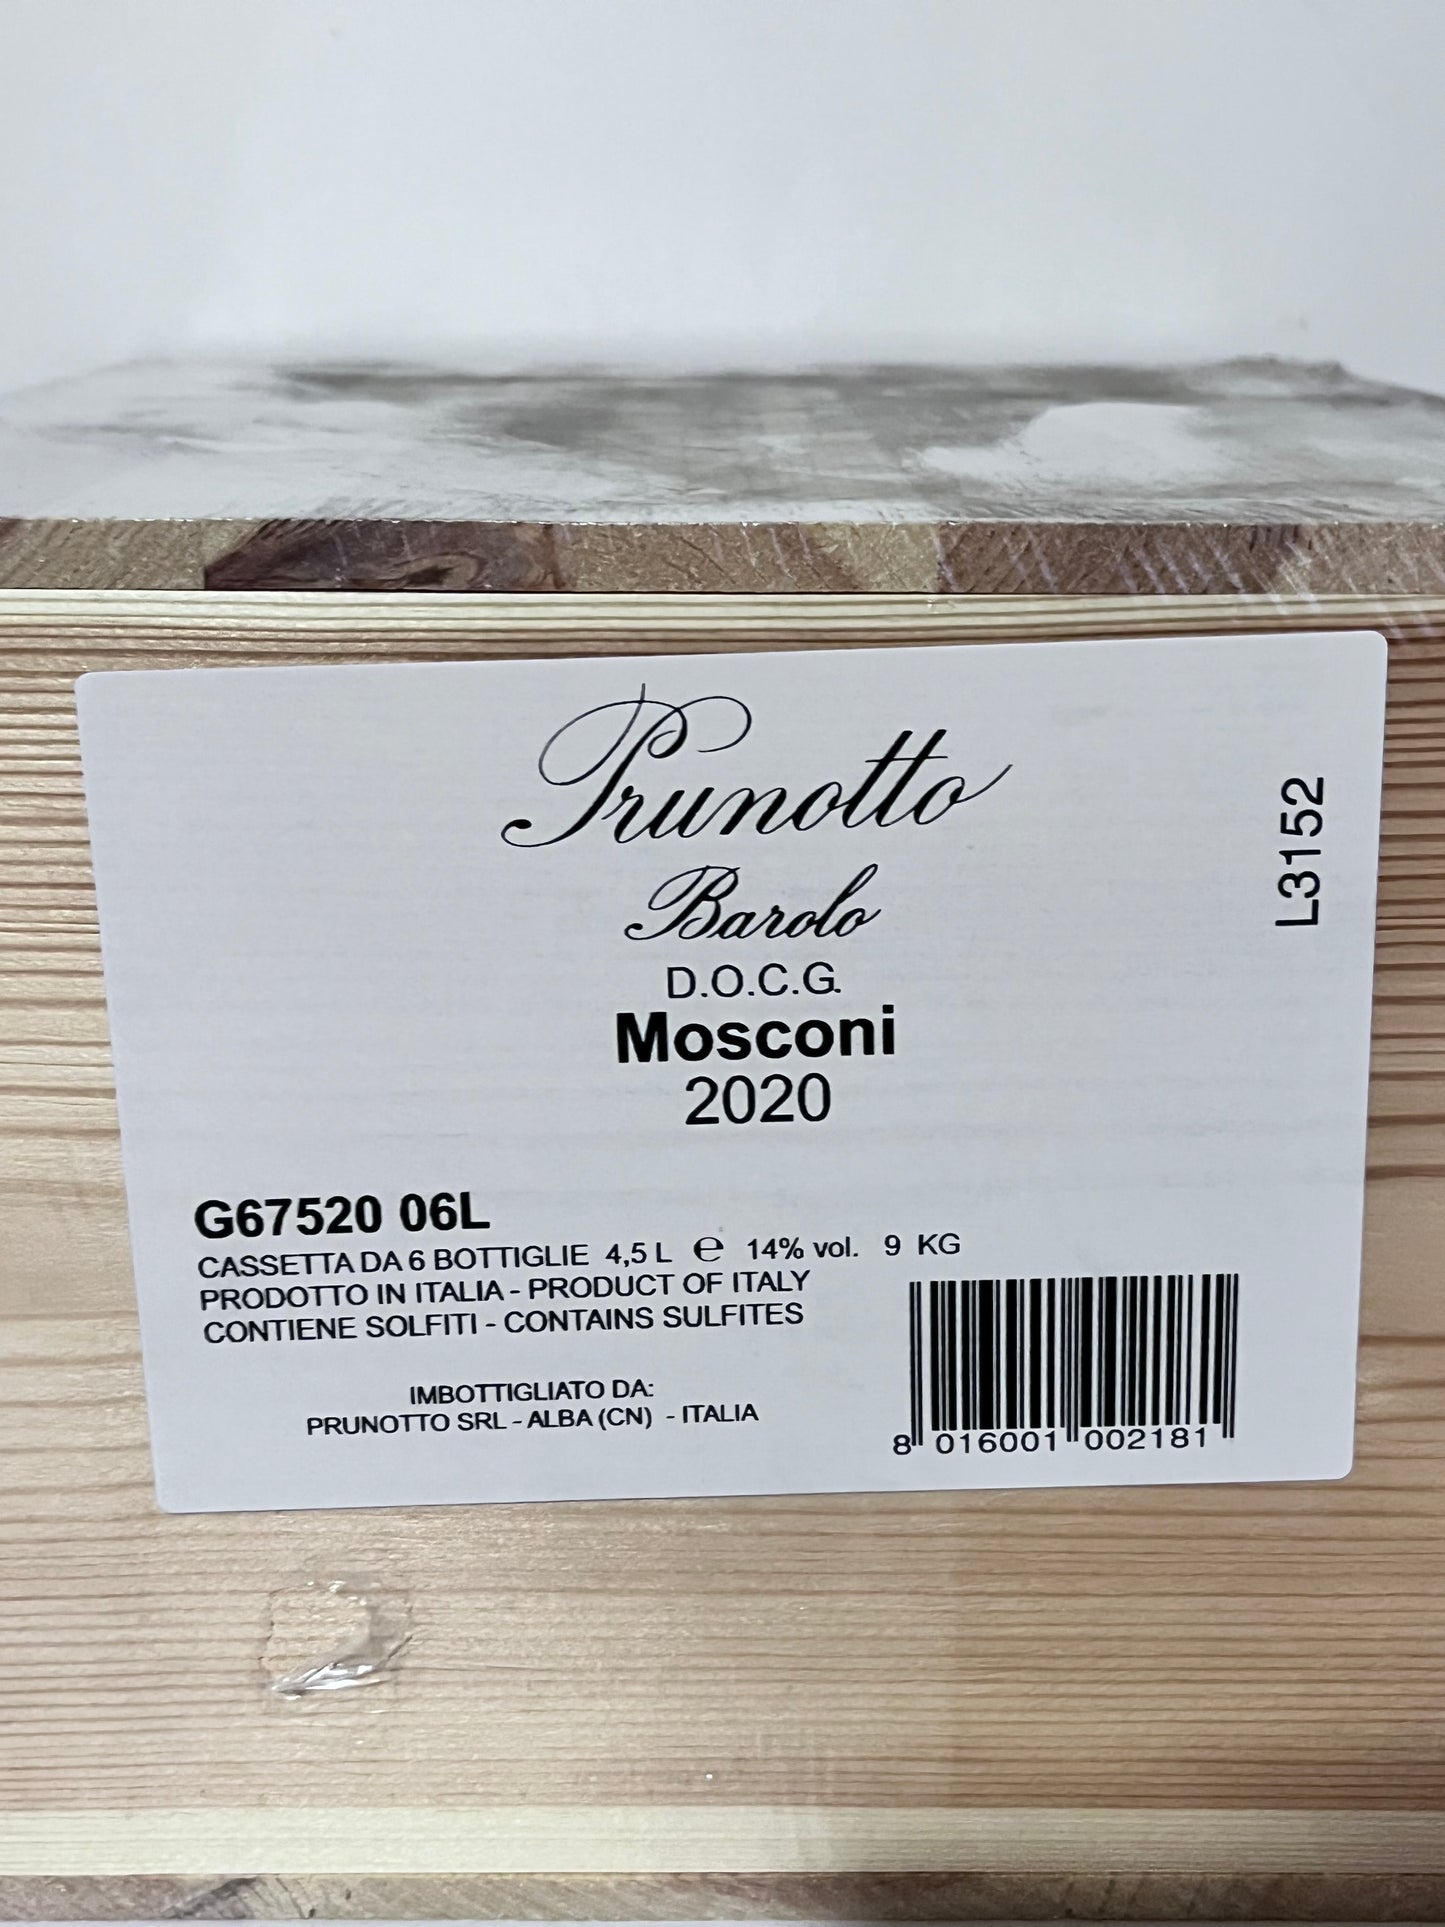 Prunotto
Barolo
D.O.C.G.
Mosconi
2020
L3152
G67520 06L
CASSETTA DA 6 BOTTIGLIE 4,5 L ℮ 14% vol. 9 KG
PRODOTTO IN ITALIA - PRODUCT OF ITALY
CONTIENE SOLFITI - CONTAINS SULFITES
IMBOTTIGLIATO DA:
PRUNOTTO SRL - ALBA (CN) - ITALIA
8 016001 002181